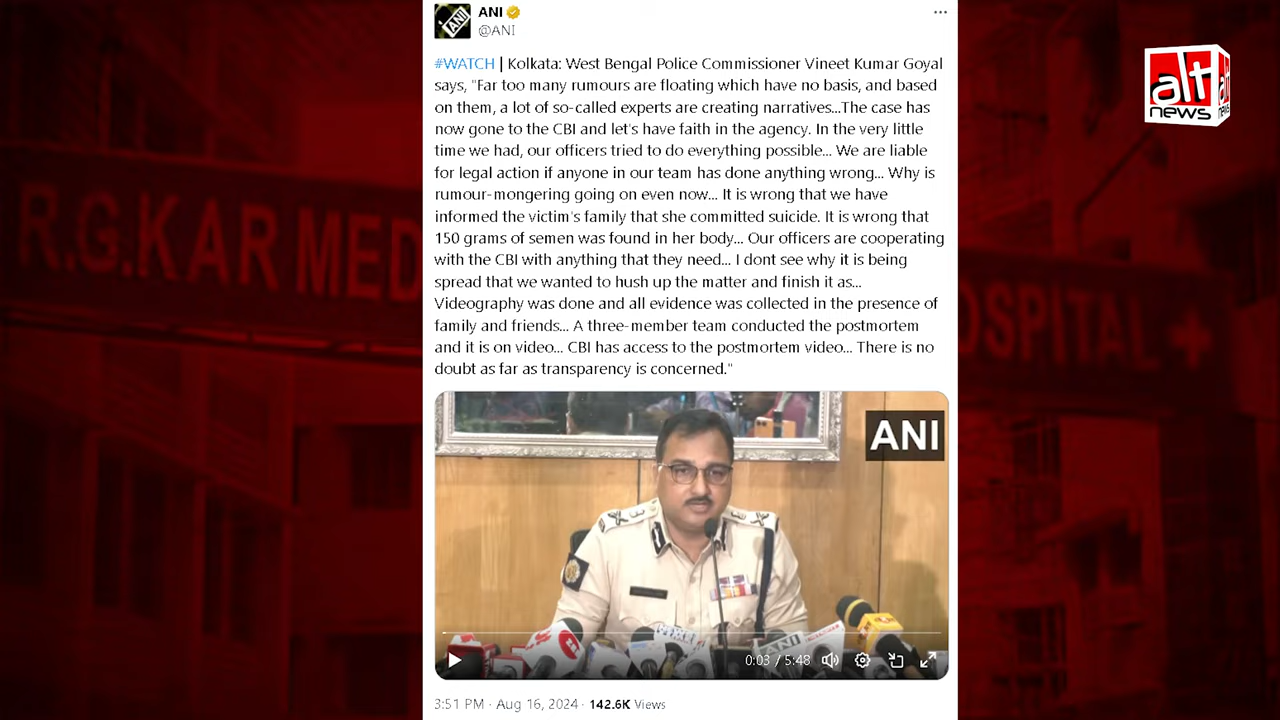 ANI
@ANI
#WATCH | Kolkata: West Bengal Police Commissioner Vineet Kumar Goyal
says, "Far too many rumours are floating which have no basis, and based
on them, a lot of so-called experts are creating narratives...The case has
now gone to the CBI and let's have faith in the agency. In the very little
time we had, our officers tried to do everything possible... We are liable
for legal action if anyone in our team has done anything wrong... Why is
rumour-mongering going on even now... It is wrong that we have
informed the victim's family that she committed suicide. It is wrong that
150 grams of semen was found in her body... Our officers are cooperating
with the CBI with anything that they need... I dont see why it is being
spread that we wanted to hush up the matter and finish it as...
Videography was done and all evidence was collected in the presence of
family and friends... A three-member team conducted the postmortem
and it is on video... CBI has access to the postmortem video... There is no
doubt as far as transparency is concerned."
ANI
0:03 / 5:48
3:51 PM · Aug 16, 2024 · 142.6K Views
alt
news
R.G.KAR MED
OSPITAL +